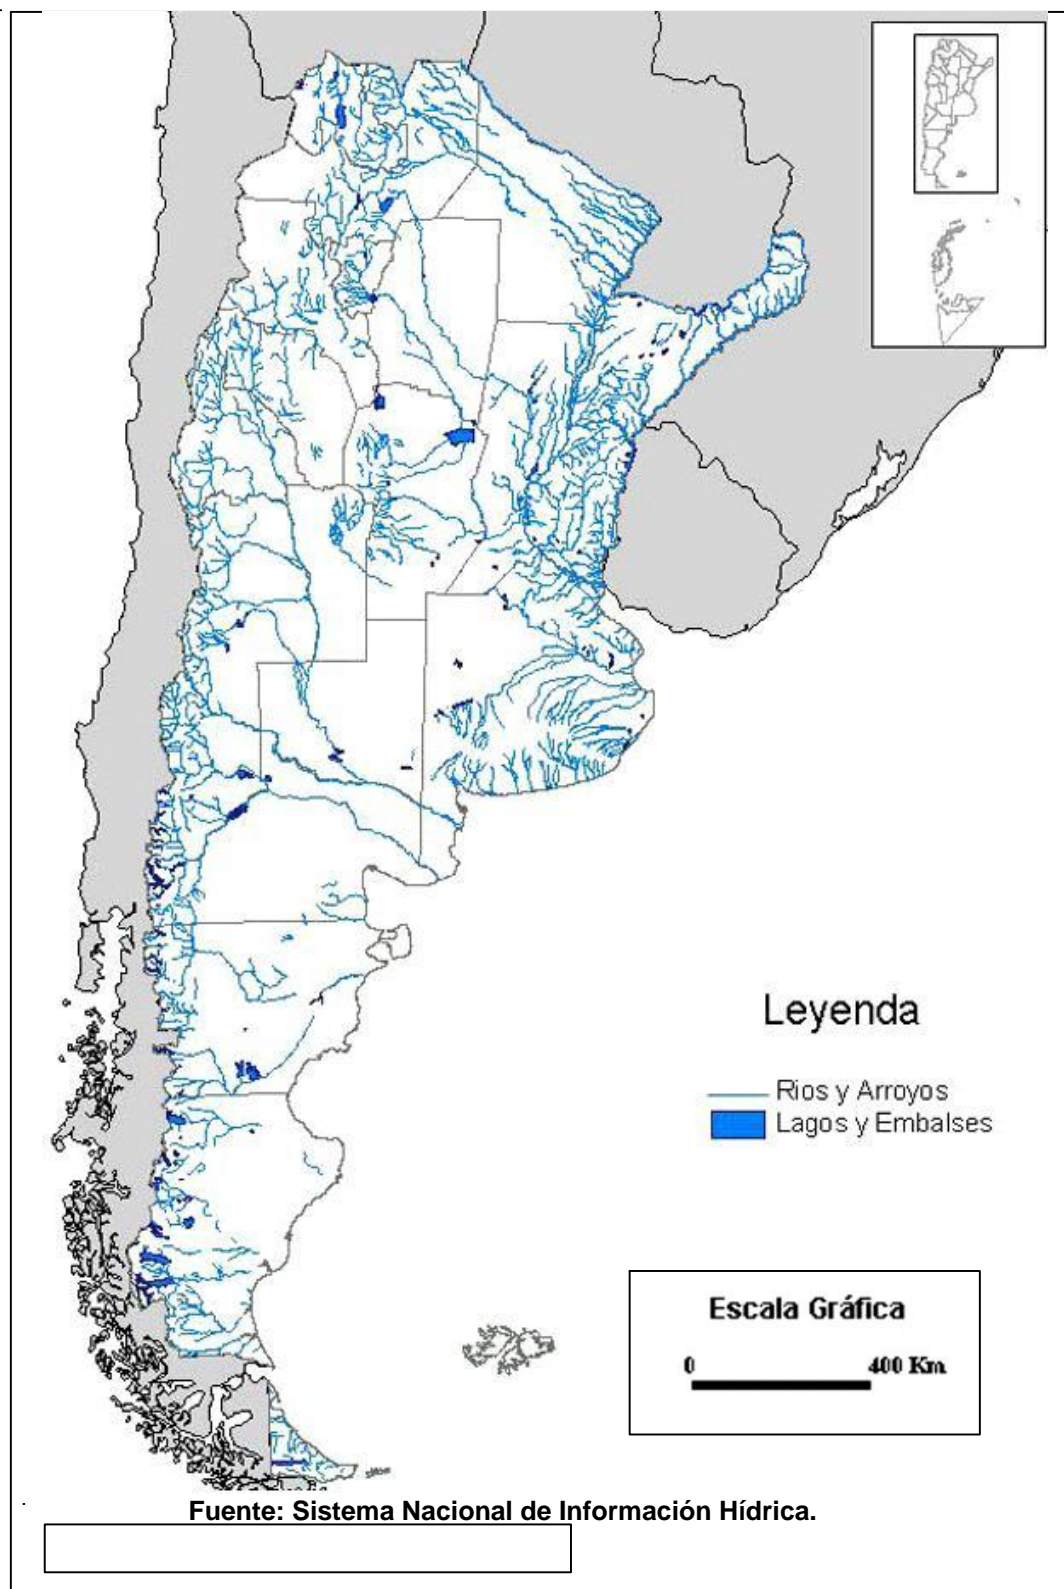 Leyenda
Rios y Arroyos
Lagos y Embalses
Escala Gráfica
0 400 Km
Fuente: Sistema Nacional de Información Hídrica.